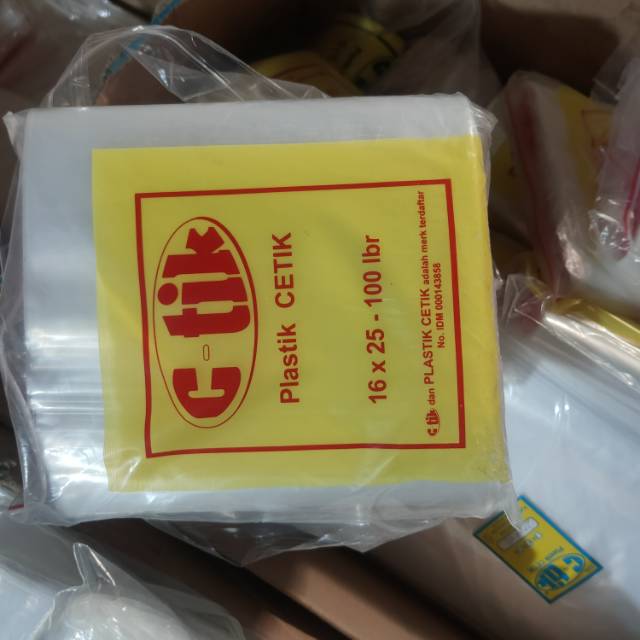 c-tik
Plastik CETIK
16 x 25 - 100 lbr
c-tik dan PLASTIK CETIK adalah merk terdaftar
No. IDM 000143858